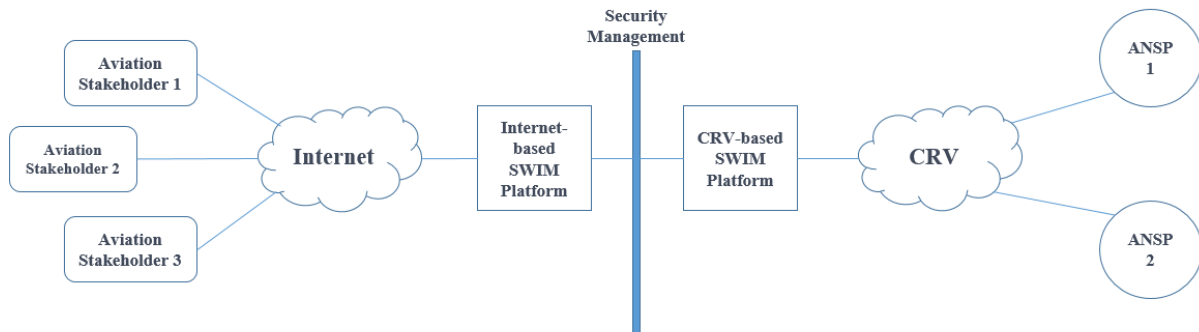 Security
Management
Aviation
Stakeholder 1
Aviation
Stakeholder 2
Aviation
Stakeholder 3
Internet
Internet-
based
SWIM
Platform
CRV-based
SWIM
Platform
CRV
ANSP
1
ANSP
2